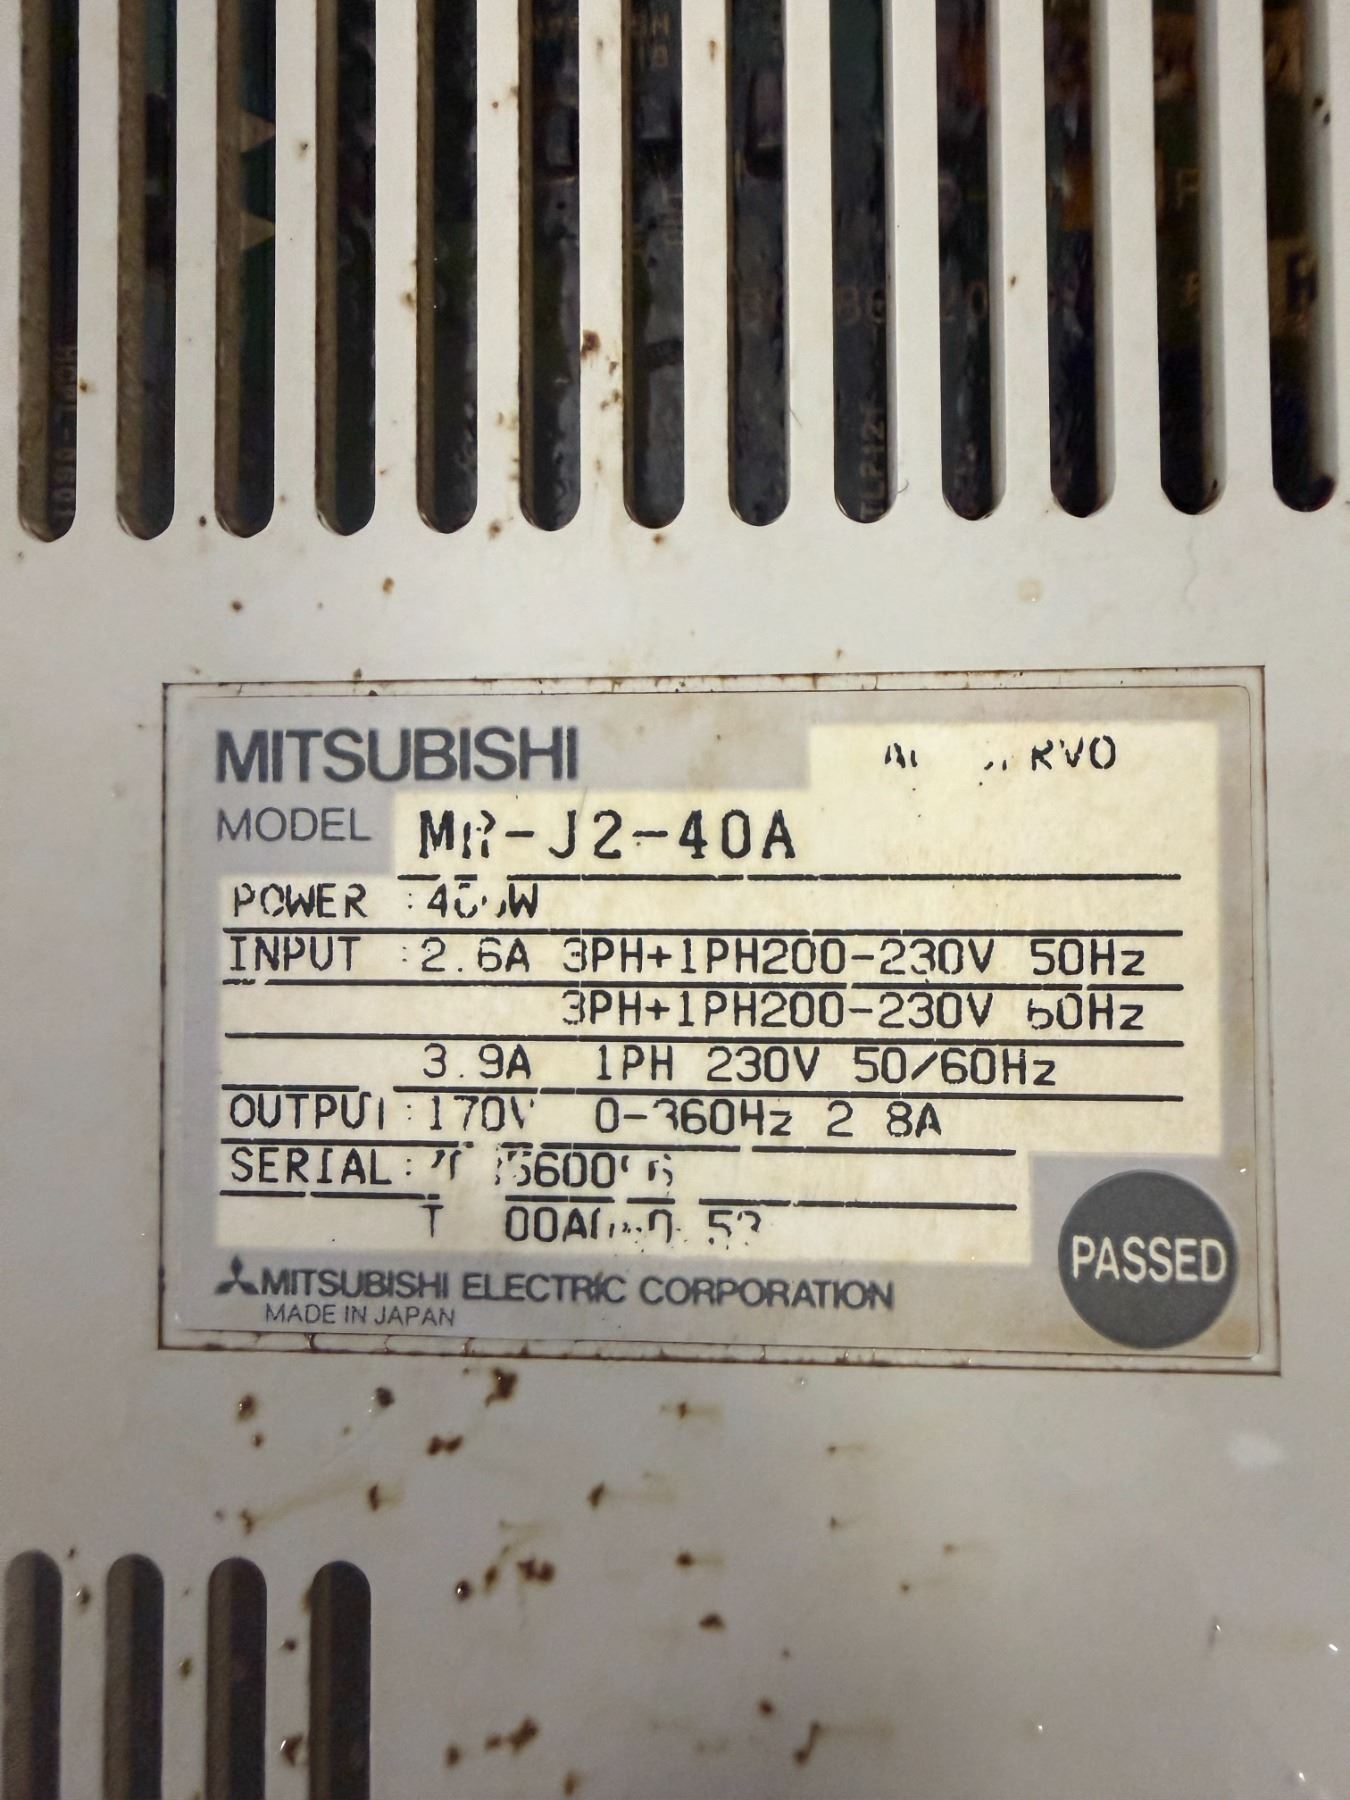 MITSUBISHI
MODEL MR-J2-40A
POWER : 400W
INPUT : 2.6A 3PH+1PH200-230V 50Hz
3PH+1PH200-230V 60Hz
3.9A 1PH 230V 50/60Hz
OUTPUT : 170V 0-360Hz 2 8A
SERIAL :
MITSUBISHI ELECTRIC CORPORATION
MADE IN JAPAN
PASSED